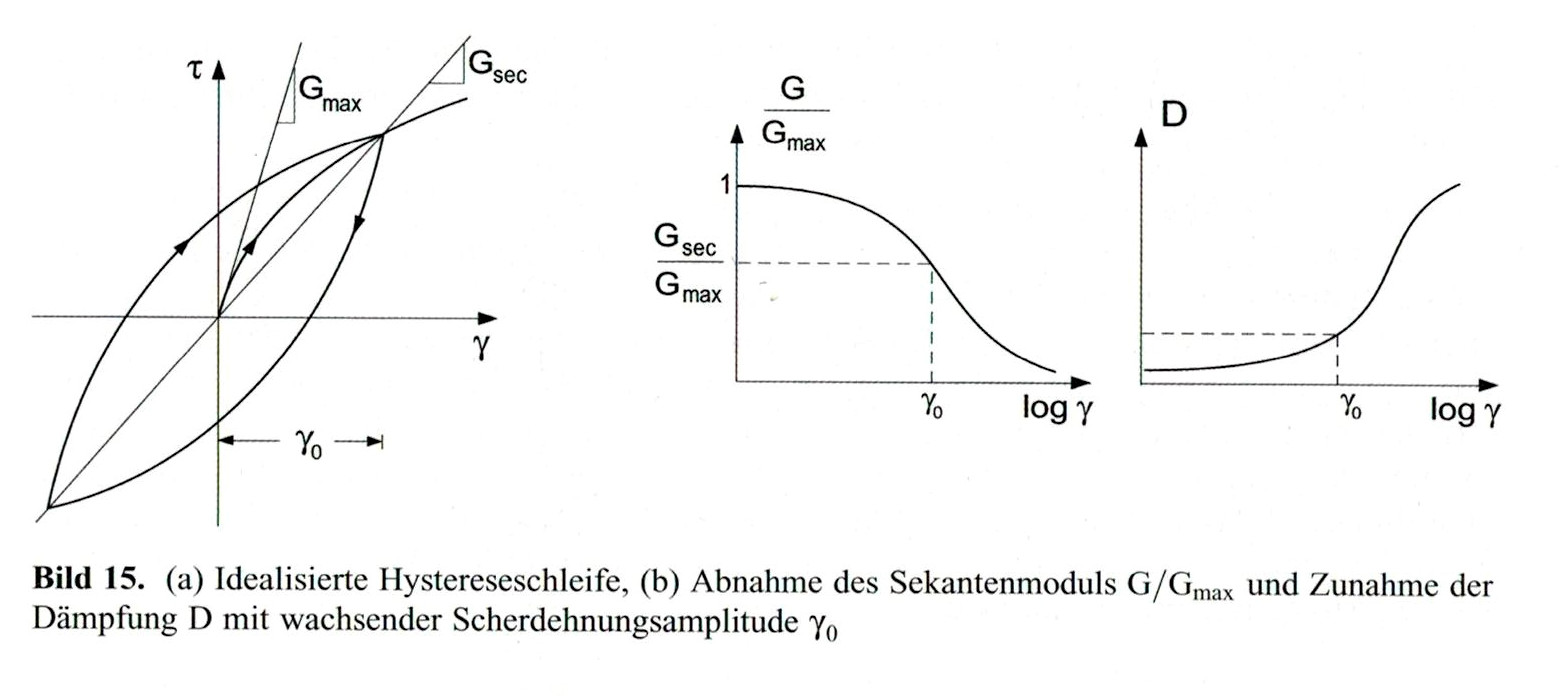 τ
G_max
G_sec
γ
γ₀
G
G_max
1
G_sec
G_max
γ₀
log γ
D
γ₀
log γ
Bild 15. (a) Idealisierte Hystereseschleife, (b) Abnahme des Sekantenmoduls G/G_max und Zunahme der
Dämpfung D mit wachsender Scherdehnungsamplitude γ₀